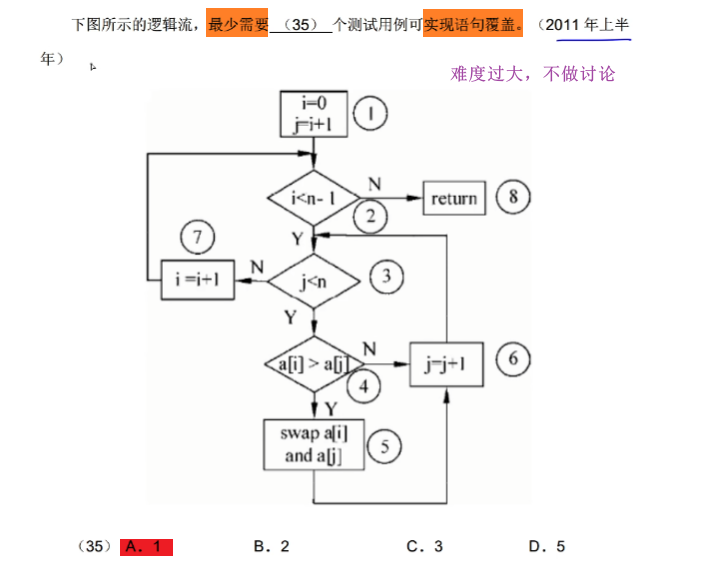 下图所示的逻辑流，最少需要 （35） 个测试用例可实现语句覆盖。（2011 年上半
年）
难度过大，不做讨论
i=0
j=i+1
1
i<n-1
N
return
8
2
Y
7
i=i+1
N
j<n
3
Y
a[i] > a[j]
N
j=j+1
6
4
Y
swap a[i]
and a[j]
5
（35） A. 1 B. 2 C. 3 D. 5